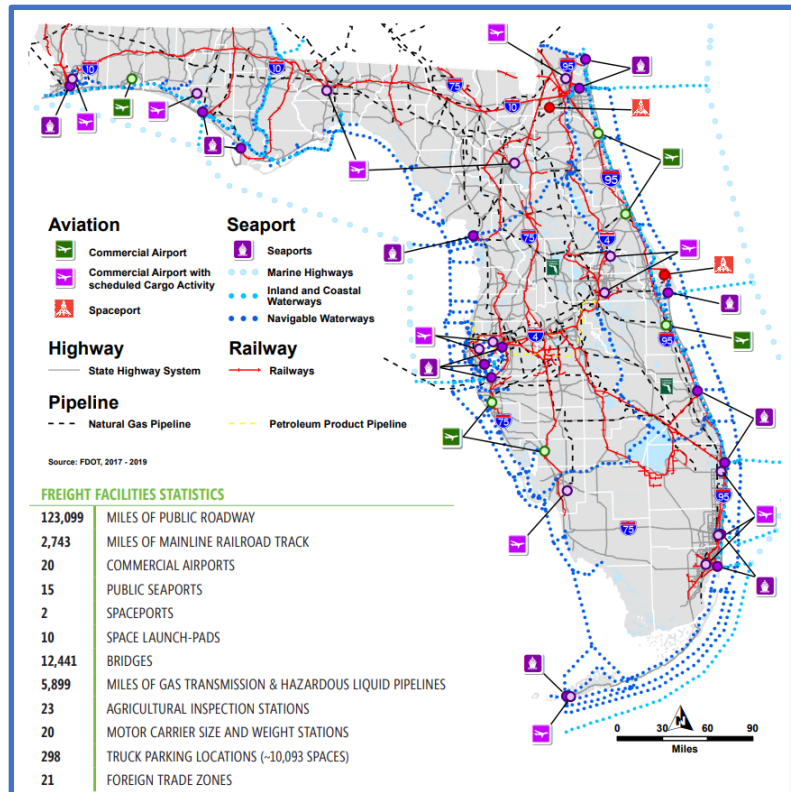 10
10
75
95
10
95
75
4
4
95
75
95
75
Aviation
Commercial Airport
Commercial Airport with
scheduled Cargo Activity
Spaceport
Seaport
Seaports
Marine Highways
Inland and Coastal
Waterways
Navigable Waterways
Highway
State Highway System
Railway
Railways
Pipeline
Natural Gas Pipeline
Petroleum Product Pipeline
Source: FDOT, 2017 - 2019
FREIGHT FACILITIES STATISTICS
123,099 MILES OF PUBLIC ROADWAY
2,743 MILES OF MAINLINE RAILROAD TRACK
20 COMMERCIAL AIRPORTS
15 PUBLIC SEAPORTS
2 SPACEPORTS
10 SPACE LAUNCH-PADS
12,441 BRIDGES
5,899 MILES OF GAS TRANSMISSION & HAZARDOUS LIQUID PIPELINES
23 AGRICULTURAL INSPECTION STATIONS
20 MOTOR CARRIER SIZE AND WEIGHT STATIONS
298 TRUCK PARKING LOCATIONS (~10,093 SPACES)
21 FOREIGN TRADE ZONES
N
0 30 60 90
Miles